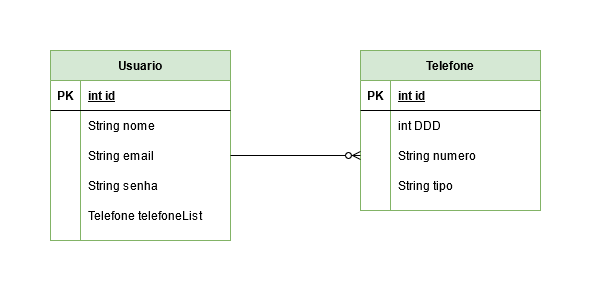 Usuario
PK int id
String nome
String email
String senha
Telefone telefoneList
Telefone
PK int id
int DDD
String numero
String tipo